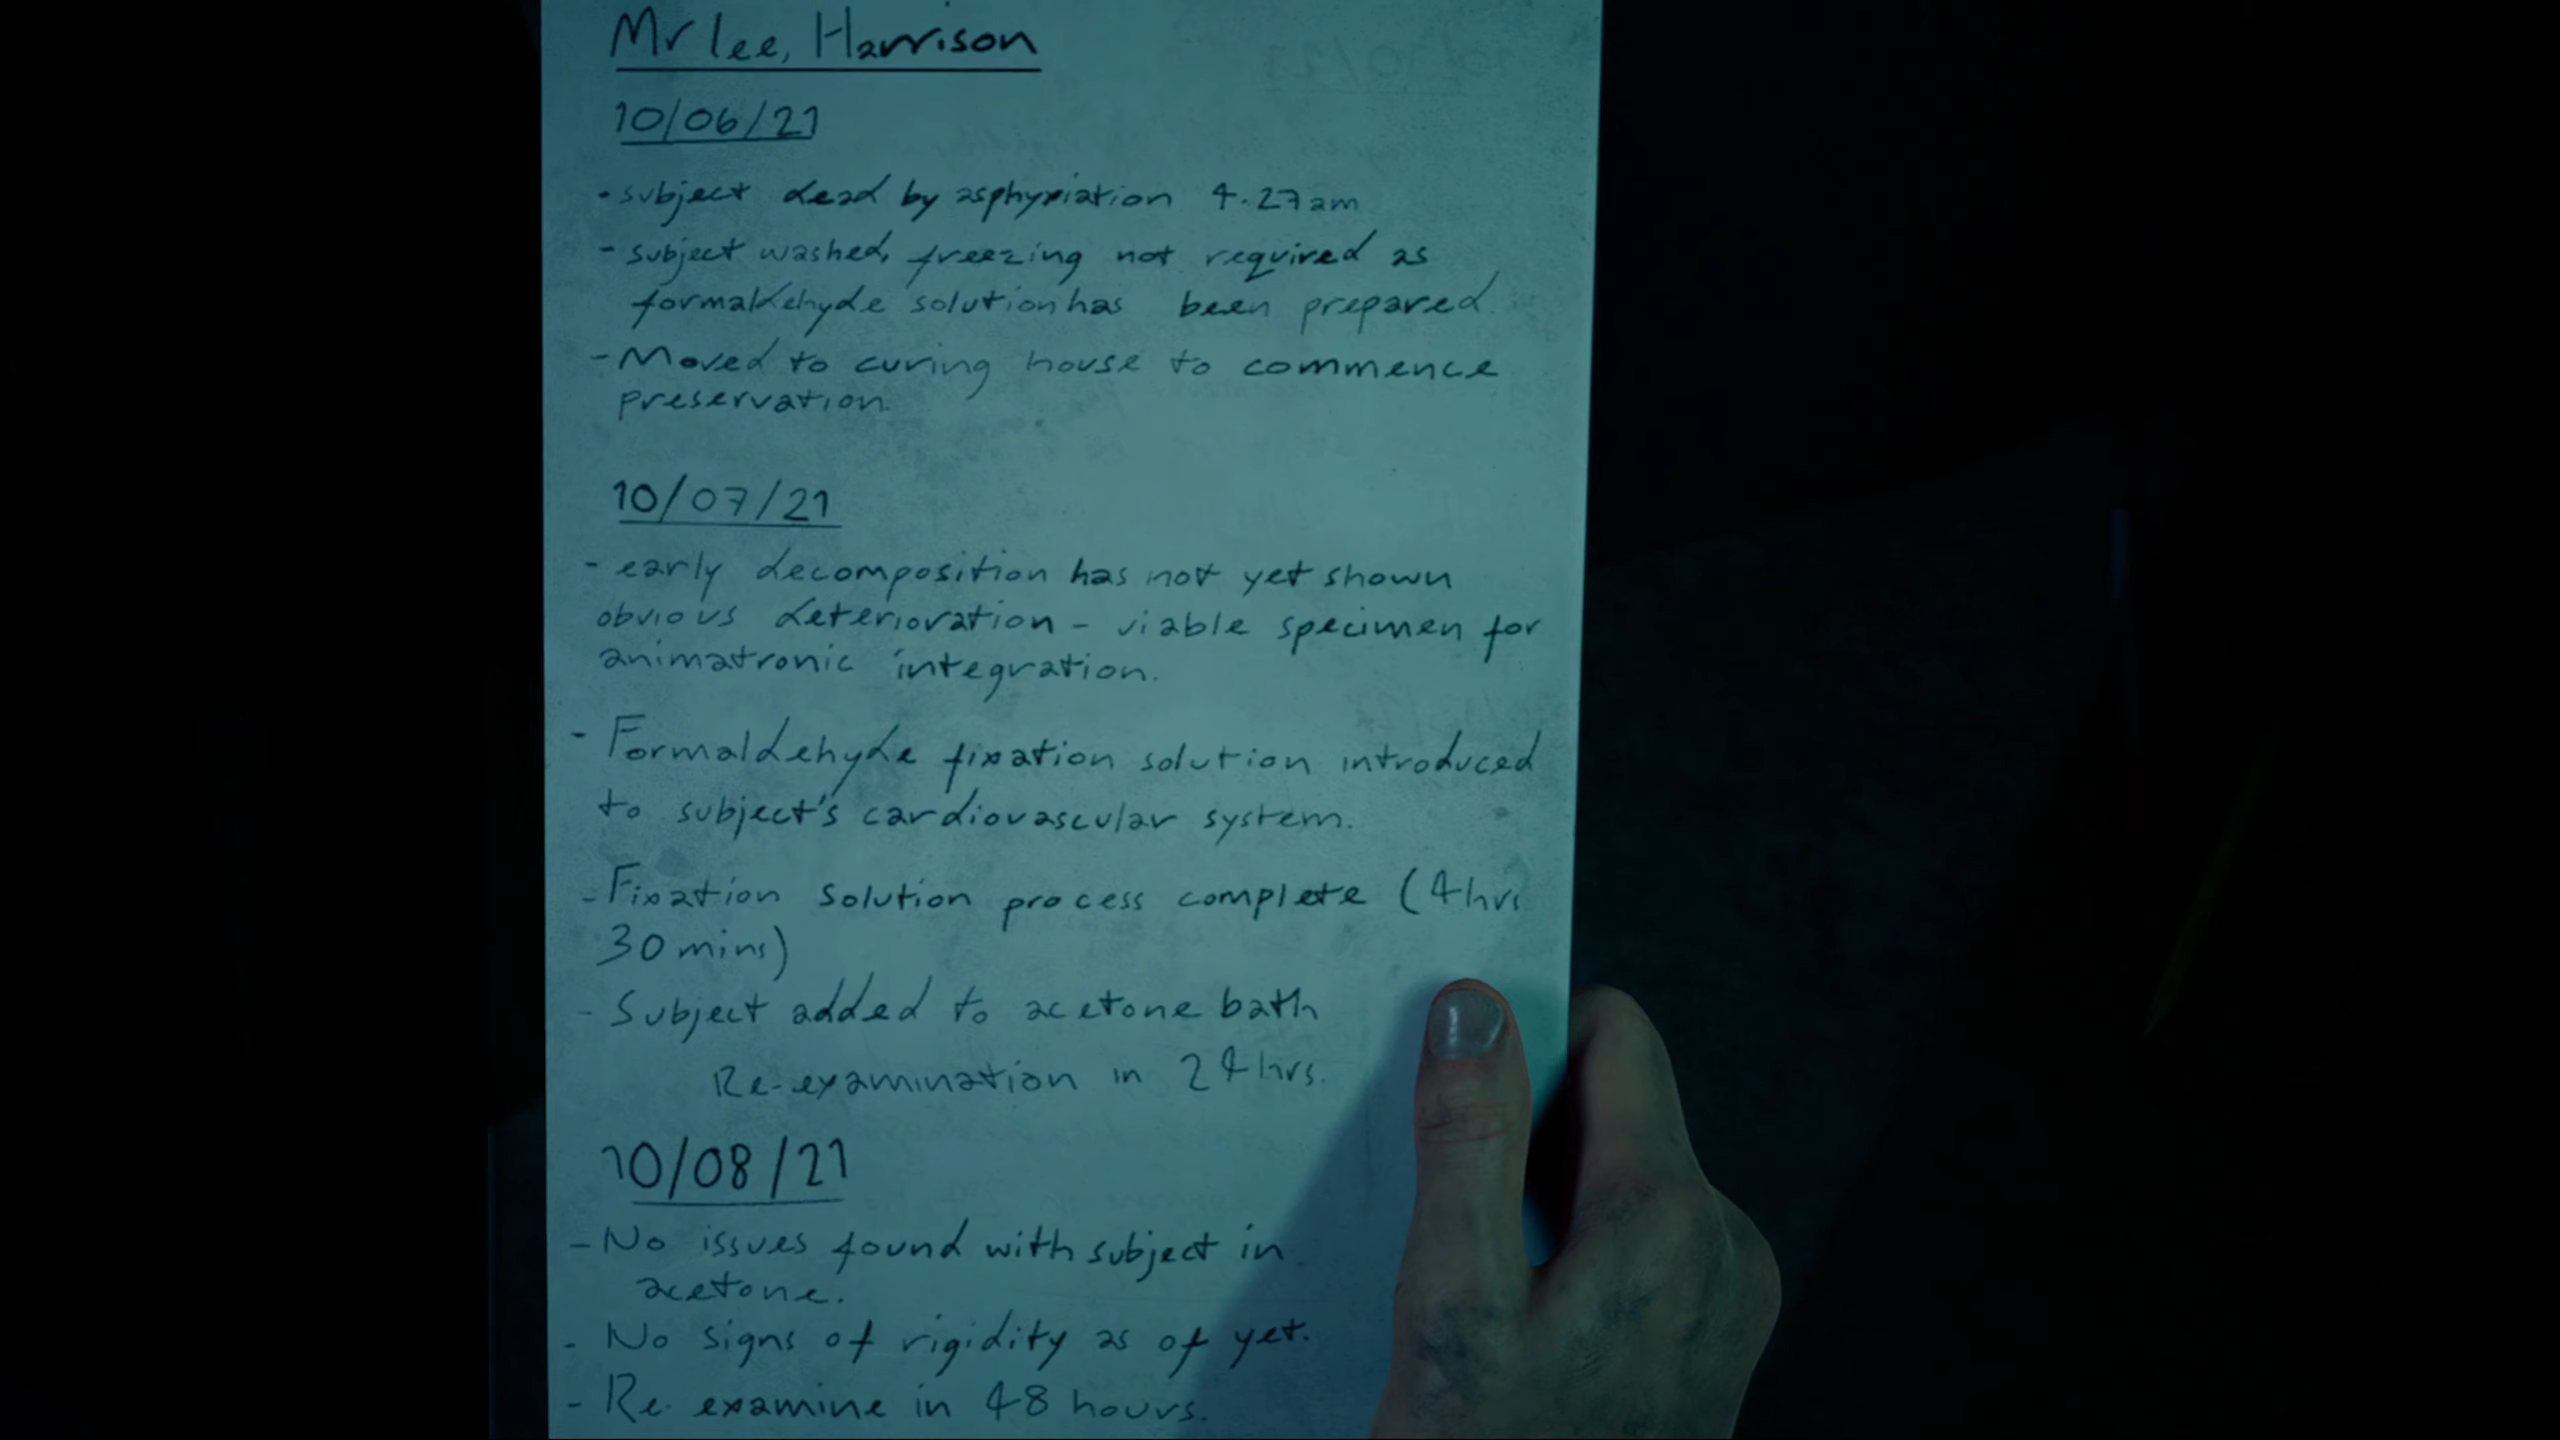 Mr lee, Harrison
10/06/21
- subject dead by asphyxiation 4.27am
- subject washed, freezing not required as
formaldehyde solution has been prepared.
- Moved to curing house to commence
preservation.
10/07/21
- early decomposition has not yet shown
obvious deterioration - viable specimen for
animatronic integration.
- Formaldehyde fixation solution introduced
to subject's cardiovascular system.
- Fixation solution process complete (4hrs
30mins)
- Subject added to acetone bath
Re-examination in 24hrs.
10/08/21
- No issues found with subject in
acetone.
- No signs of rigidity as of yet.
- Re-examine in 48 hours.